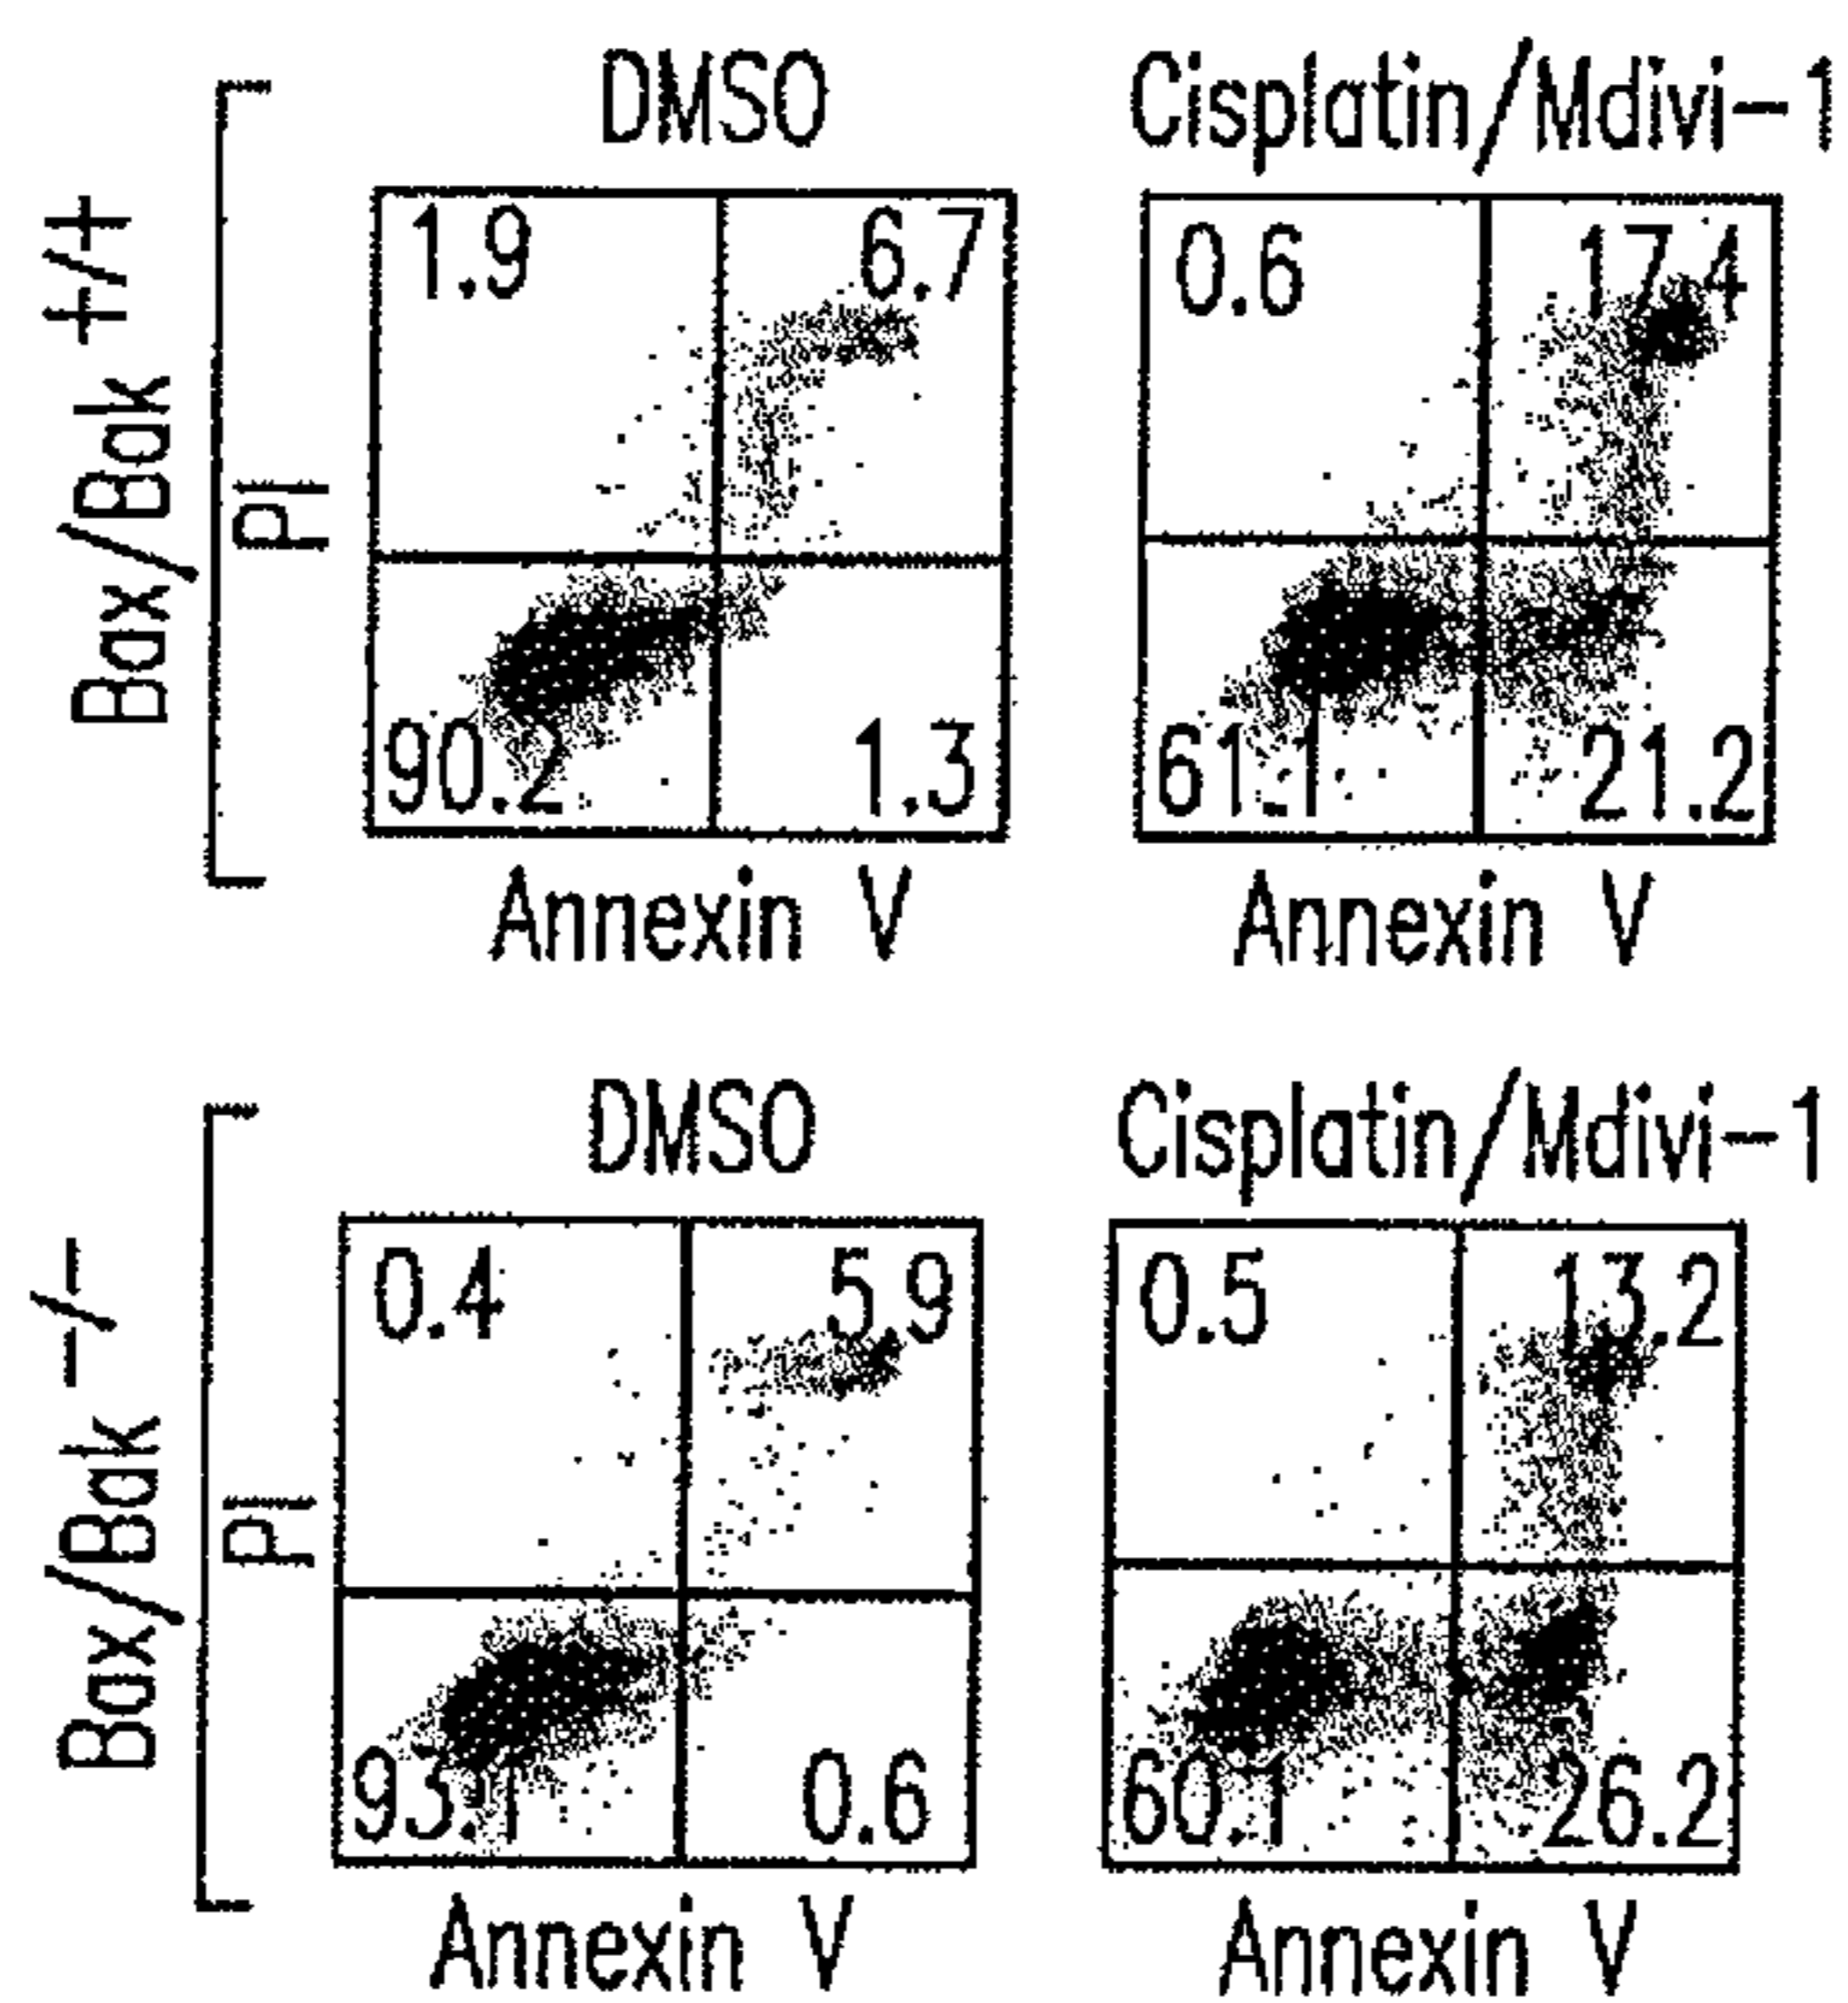 DMSO
Cisplatin/Mdivi-1
Bax/Bak +/+
PI
1.9
6.7
90.2
1.3
0.6
17.4
61.1
21.2
Annexin V
Annexin V
DMSO
Cisplatin/Mdivi-1
Bax/Bak -/-
PI
0.4
5.9
93.1
0.6
0.5
13.2
60.1
26.2
Annexin V
Annexin V